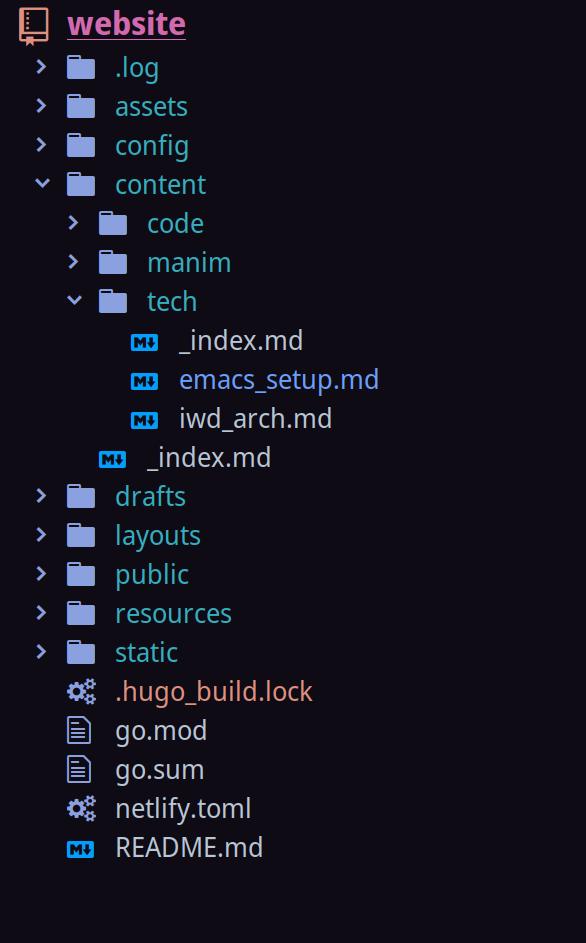 website
.log
assets
config
content
code
manim
tech
_index.md
emacs_setup.md
iwd_arch.md
_index.md
drafts
layouts
public
resources
static
.hugo_build.lock
go.mod
go.sum
netlify.toml
README.md